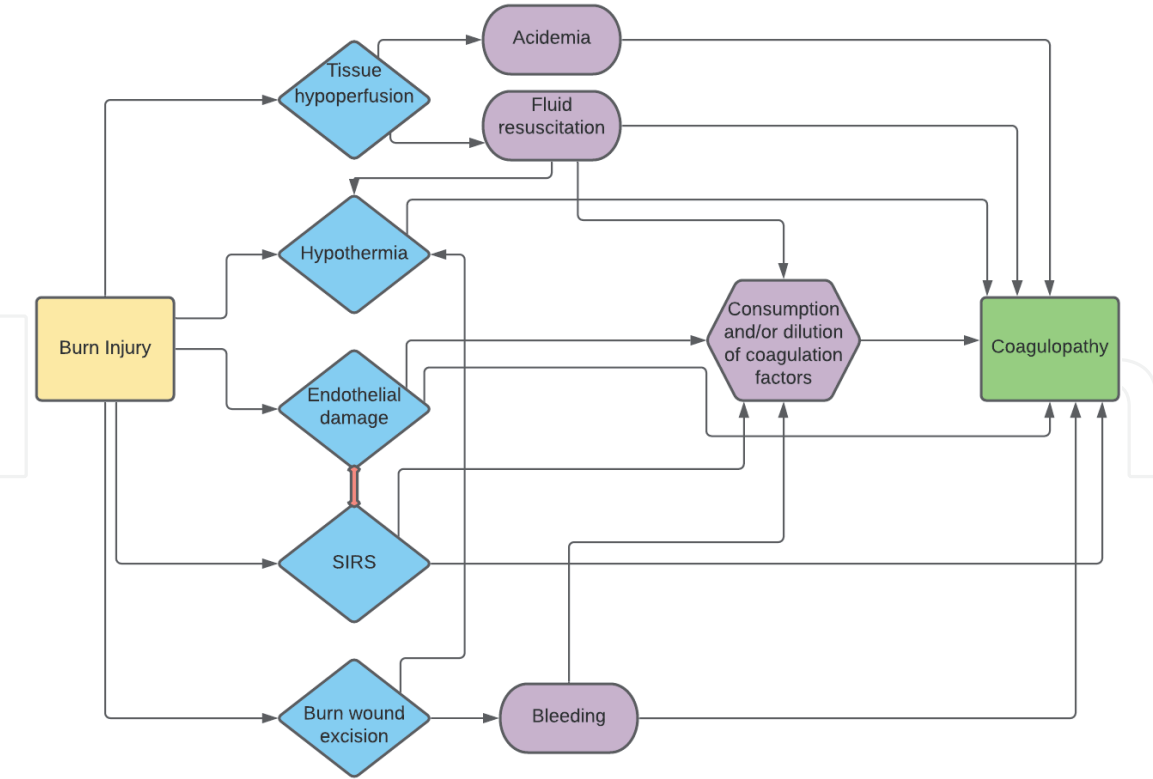 Acidemia
Tissue
hypoperfusion
Fluid
resuscitation
Hypothermia
Burn Injury
Consumption
and/or dilution
of coagulation
factors
Coagulopathy
Endothelial
damage
SIRS
Burn wound
excision
Bleeding